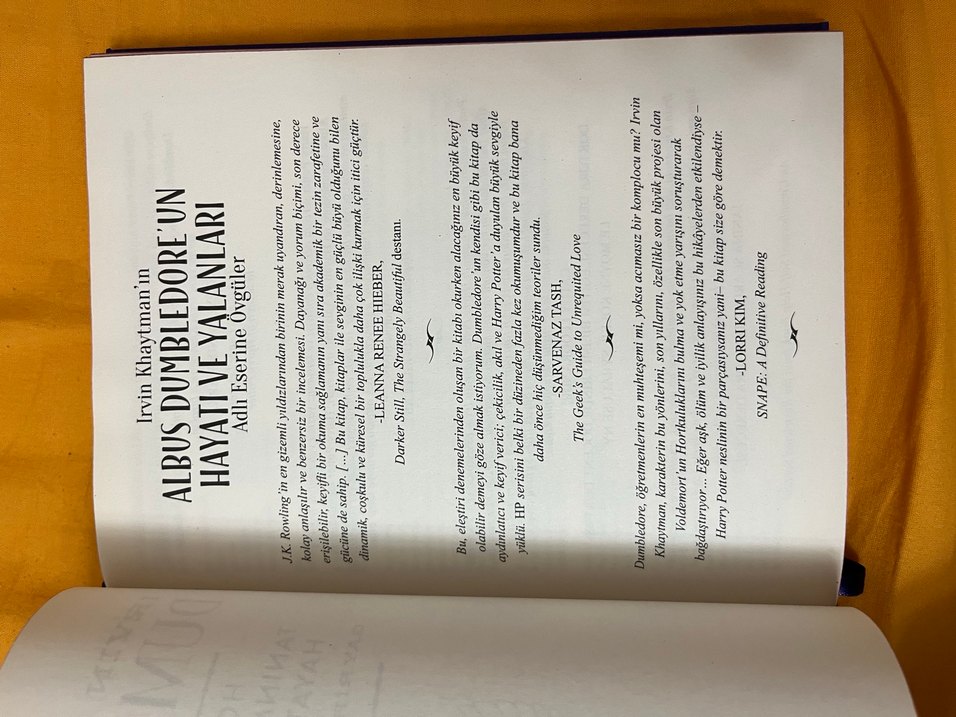 Irvin Khaytman'ın
ALBUS DUMBLEDORE'UN
HAYATI VE YALANLARI
Adlı Eserine Övgüler
J.K. Rowling'in en gizemli yıldızlarından birinin merak uyandıran, derinlemesine,
kolay anlaşılır ve benzersiz bir incelemesi. Dayanağı ve yorum biçimi, son derece
erişilebilir, keyifli bir okuma sağlamanın yanı sıra akademik bir tezin zarafetine ve
gücüne de sahip. [...] Bu kitap, kitaplar ile sevginin en güçlü büyü olduğunu bilen
dinamik, coşkulu ve küresel bir toplulukla daha çok ilişki kurmak için itici güçtür.
-LEANNA RENEE HIEBER,
Darker Still, The Strangely Beautiful destanı.
Bu, eleştiri denemelerinden oluşan bir kitabı okurken alacağınız en büyük keyif
olabilir demeyi göze almak istiyorum. Dumbledore'un kendisi gibi bu kitap da
aydınlatıcı ve keyif verici; çekicilik, akıl ve Harry Potter'a duyulan büyük sevgiyle
yüklü. HP serisini belki bir düzineden fazla kez okumuşumdur ve bu kitap bana
daha önce hiç düşünmediğim teoriler sundu.
-SARVENAZ TASH,
The Geek's Guide to Unrequited Love
Dumbledore, öğretmenlerin en muhteşemi mi, yoksa acımasız bir komplocu mu? Irvin
Khaytman, karakterin bu yönlerini, son yıllarını, özellikle son büyük projesi olan
Voldemort'un Hortkuluklarını bulma ve yok etme yarışını soruşturarak
bağdaştırıyor... Eğer aşk, ölüm ve iyilik anlayışınız bu hikâyelerden etkilendiyse –
Harry Potter neslinin bir parçasıysanız yani– bu kitap size göre demektir.
-LORRI KIM,
SNAPE: A Definitive Reading